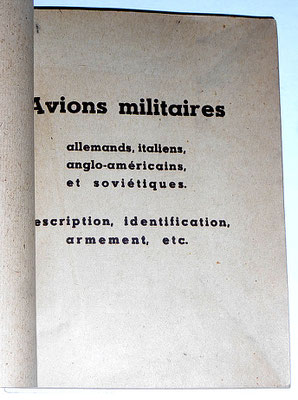 Avions militaires
allemands, italiens,
anglo-américains,
et soviétiques.
escription, identification,
armement, etc.